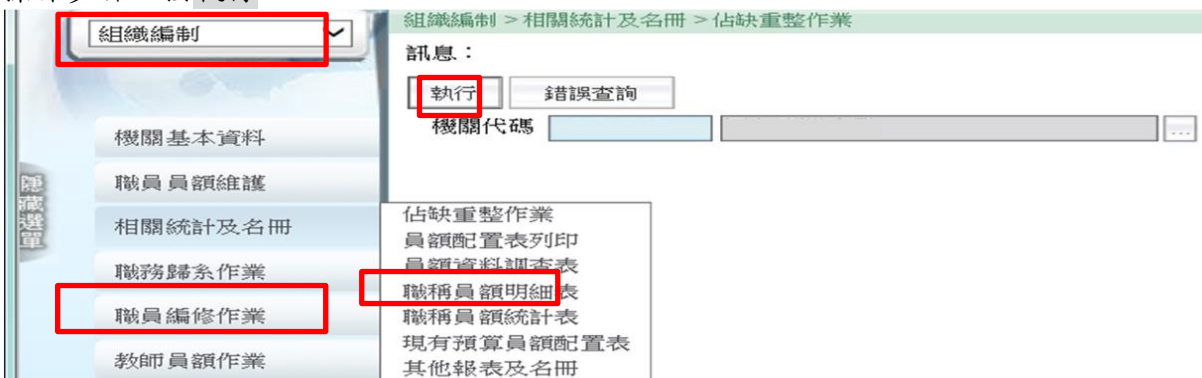 組織編制
組織編制 > 相關統計及名冊 > 佔缺重整作業
訊息：
執行 錯誤查詢
機關代碼
...
隱藏選單
機關基本資料
職員員額維護
相關統計及名冊
職務歸系作業
職員編修作業
教師員額作業
佔缺重整作業
員額配置表列印
員額資料調查表
職稱員額明細表
職稱員額統計表
現有預算員額配置表
其他報表及名冊